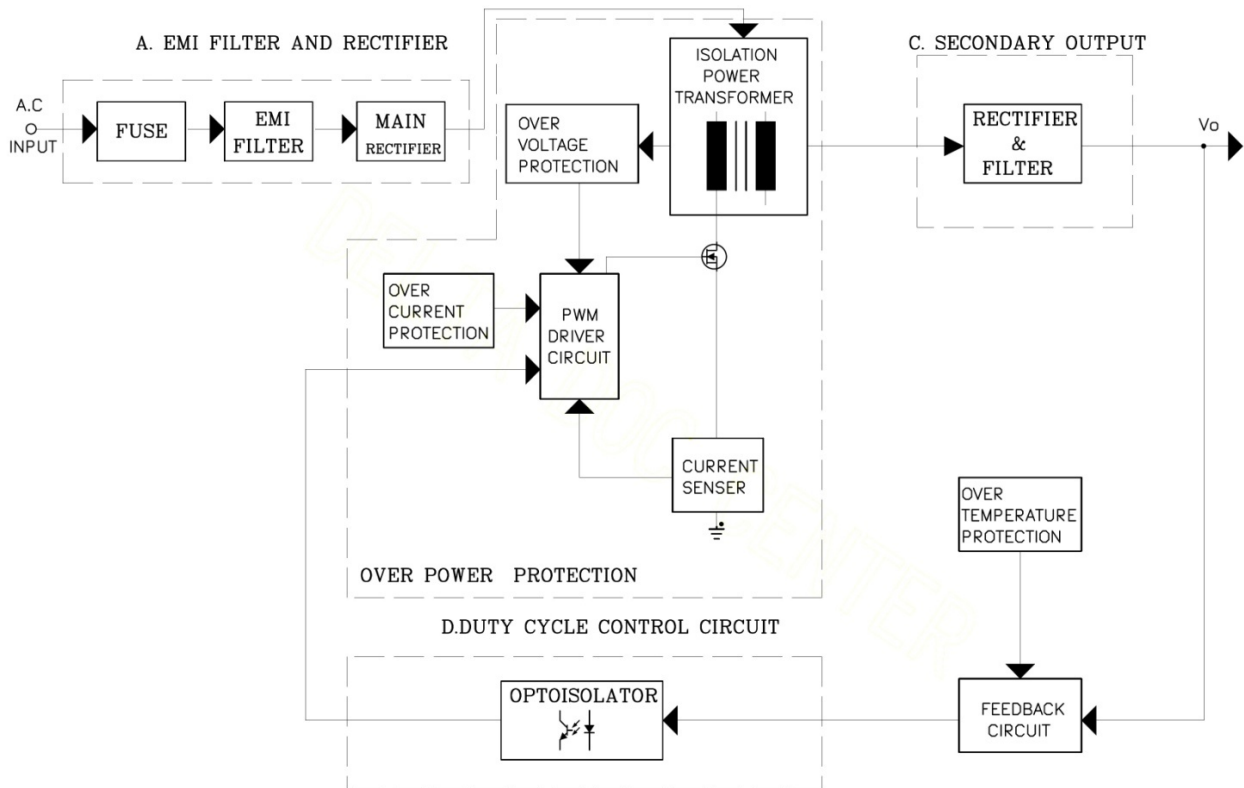 A. EMI FILTER AND RECTIFIER
A.C
INPUT
FUSE
EMI
FILTER
MAIN
RECTIFIER
OVER
VOLTAGE
PROTECTION
ISOLATION
POWER
TRANSFORMER
C. SECONDARY OUTPUT
RECTIFIER
&
FILTER
Vo
OVER
CURRENT
PROTECTION
PWM
DRIVER
CIRCUIT
CURRENT
SENSER
OVER
TEMPERATURE
PROTECTION
OVER POWER PROTECTION
D.DUTY CYCLE CONTROL CIRCUIT
OPTOISOLATOR
FEEDBACK
CIRCUIT